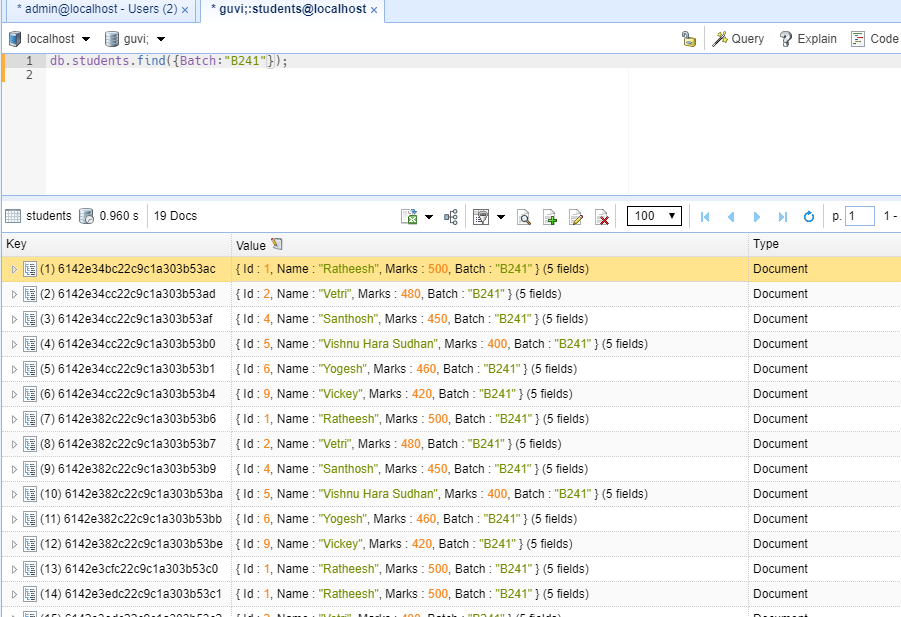 * admin@localhost - Users (2) × * guvi;:students@localhost ×
localhost guvi; Query Explain Code
1 db.students.find({Batch:"B241"});
2
students 0.960 s 19 Docs 100 p. 1 1 -
Key Value Type
(1) 6142e34bc22c9c1a303b53ac { Id : 1, Name : "Ratheesh", Marks : 500, Batch : "B241" } (5 fields) Document
(2) 6142e34cc22c9c1a303b53ad { Id : 2, Name : "Vetri", Marks : 480, Batch : "B241" } (5 fields) Document
(3) 6142e34cc22c9c1a303b53af { Id : 4, Name : "Santhosh", Marks : 450, Batch : "B241" } (5 fields) Document
(4) 6142e34cc22c9c1a303b53b0 { Id : 5, Name : "Vishnu Hara Sudhan", Marks : 400, Batch : "B241" } (5 fields) Document
(5) 6142e34cc22c9c1a303b53b1 { Id : 6, Name : "Yogesh", Marks : 460, Batch : "B241" } (5 fields) Document
(6) 6142e34cc22c9c1a303b53b4 { Id : 9, Name : "Vickey", Marks : 420, Batch : "B241" } (5 fields) Document
(7) 6142e382c22c9c1a303b53b6 { Id : 1, Name : "Ratheesh", Marks : 500, Batch : "B241" } (5 fields) Document
(8) 6142e382c22c9c1a303b53b7 { Id : 2, Name : "Vetri", Marks : 480, Batch : "B241" } (5 fields) Document
(9) 6142e382c22c9c1a303b53b9 { Id : 4, Name : "Santhosh", Marks : 450, Batch : "B241" } (5 fields) Document
(10) 6142e382c22c9c1a303b53ba { Id : 5, Name : "Vishnu Hara Sudhan", Marks : 400, Batch : "B241" } (5 fields) Document
(11) 6142e382c22c9c1a303b53bb { Id : 6, Name : "Yogesh", Marks : 460, Batch : "B241" } (5 fields) Document
(12) 6142e382c22c9c1a303b53be { Id : 9, Name : "Vickey", Marks : 420, Batch : "B241" } (5 fields) Document
(13) 6142e3cfc22c9c1a303b53c0 { Id : 1, Name : "Ratheesh", Marks : 500, Batch : "B241" } (5 fields) Document
(14) 6142e3edc22c9c1a303b53c1 { Id : 1, Name : "Ratheesh", Marks : 500, Batch : "B241" } (5 fields) Document